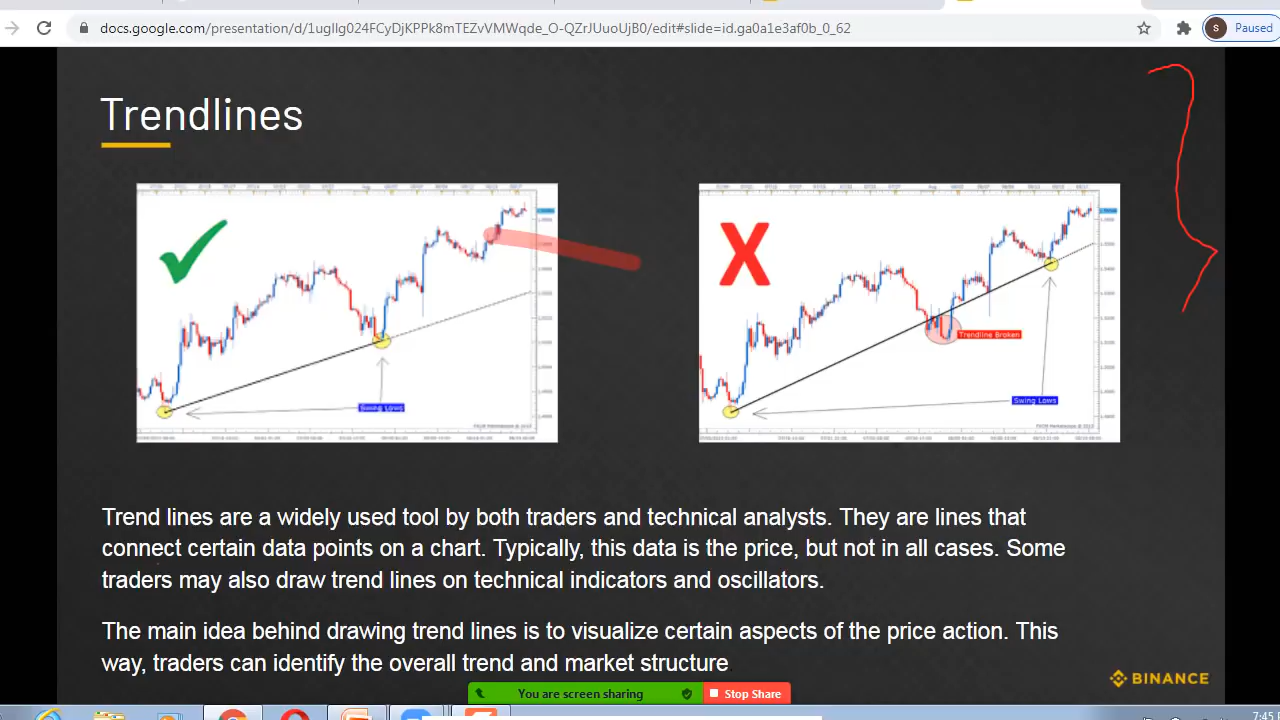 docs.google.com/presentation/d/1ugIlg024FCyDjKPPk8mTEZyVMWnde_O-QZrJUuoUjB0/edit#slide=id.ga0a1e3af0b_0_62
S
Paused
Trendlines
X
Trendline Broken
Swing Lows
Swing Lows
Trend lines are a widely used tool by both traders and technical analysts. They are lines that
connect certain data points on a chart. Typically, this data is the price, but not in all cases. Some
traders may also draw trend lines on technical indicators and oscillators.
The main idea behind drawing trend lines is to visualize certain aspects of the price action. This
way, traders can identify the overall trend and market structure.
BINANCE
You are screen sharing
Stop Share